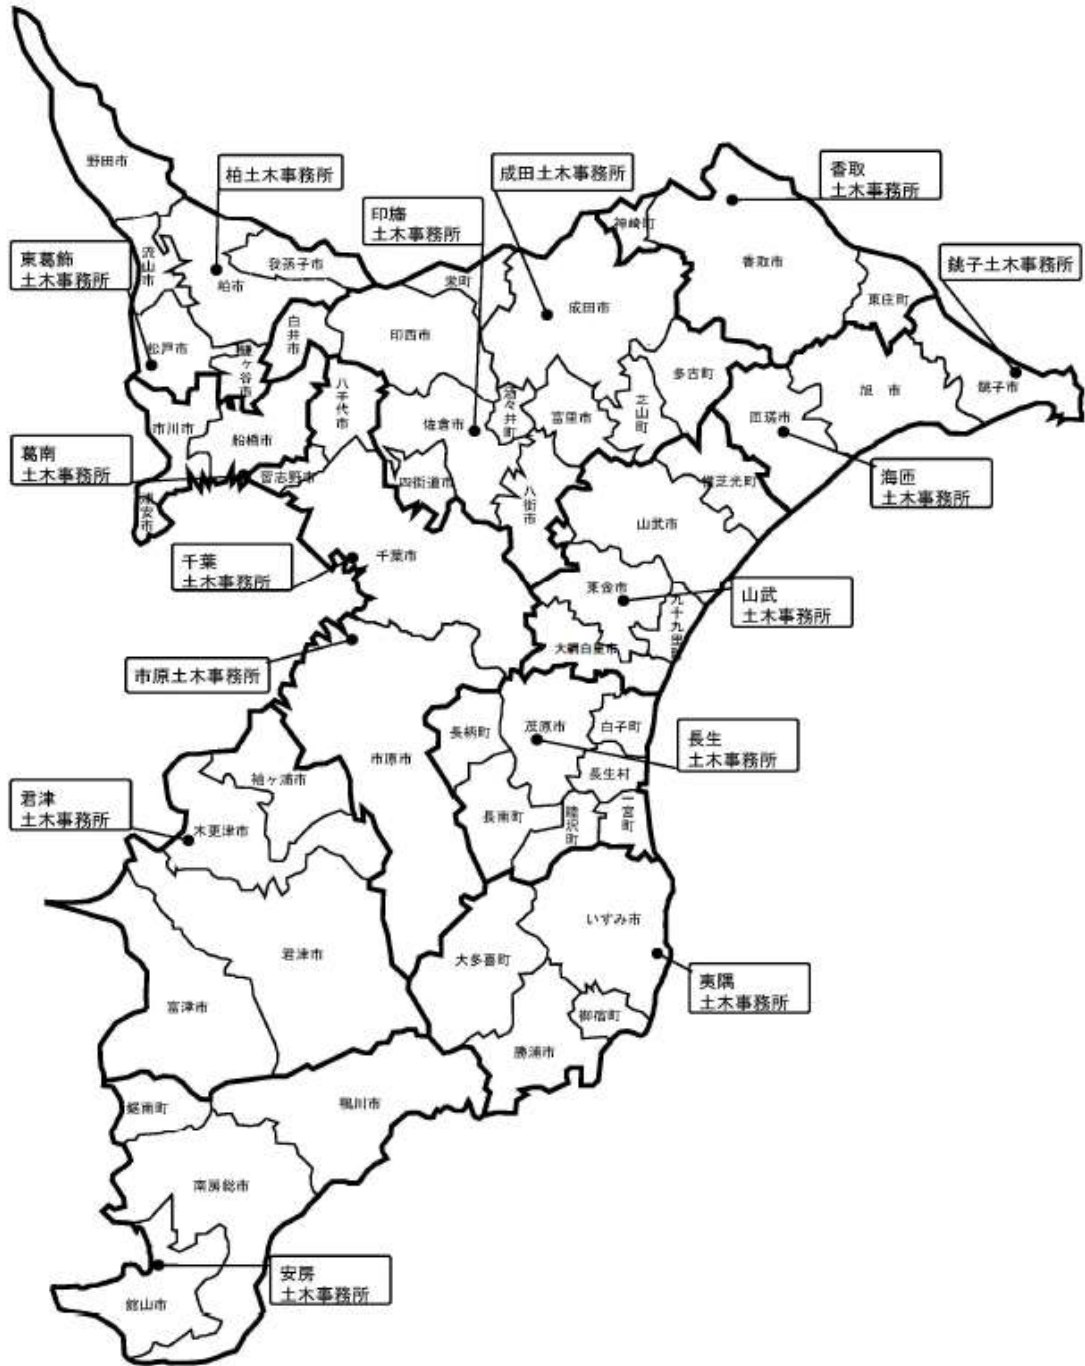 野田市
柏土木事務所
成田土木事務所
香取
土木事務所
印旛
土木事務所
神崎町
東葛飾
土木事務所
流山市
柏市
我孫子市
栄町
成田市
香取市
銚子土木事務所
東庄町
松戸市
鎌ヶ谷市
白井市
印西市
多古町
旭市
銚子市
市川市
船橋市
八千代市
佐倉市
酒々井町
富里市
芝山町
匝瑳市
葛南
土木事務所
習志野市
四街道市
八街市
横芝光町
海匝
土木事務所
浦安市
山武市
千葉
土木事務所
千葉市
東金市
九十九里町
山武
土木事務所
大網白里市
市原土木事務所
市原市
長柄町
茂原市
白子町
長生
土木事務所
袖ヶ浦市
長生村
君津
土木事務所
木更津市
長南町
睦沢町
一宮町
いすみ市
君津市
大多喜町
富津市
夷隅
土木事務所
御宿町
勝浦市
鋸南町
鴨川市
南房総市
安房
土木事務所
館山市